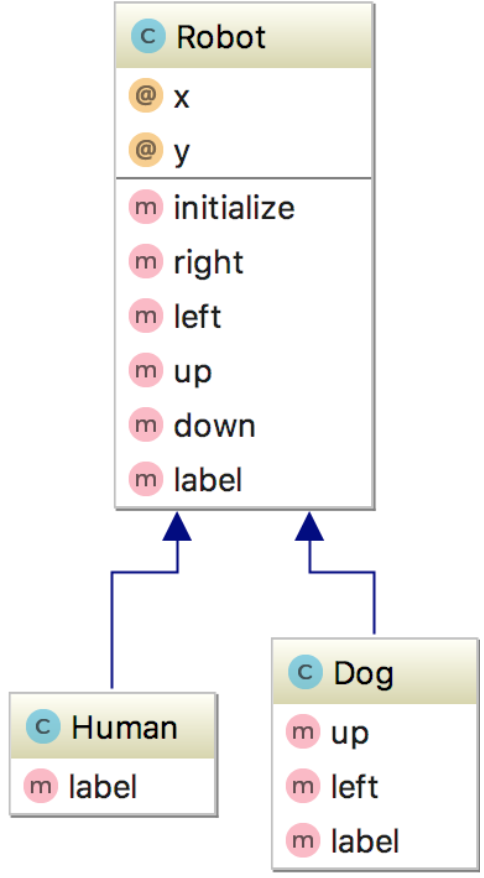 C Robot
@ x
@ y
m initialize
m right
m left
m up
m down
m label
C Human
m label
C Dog
m up
m left
m label